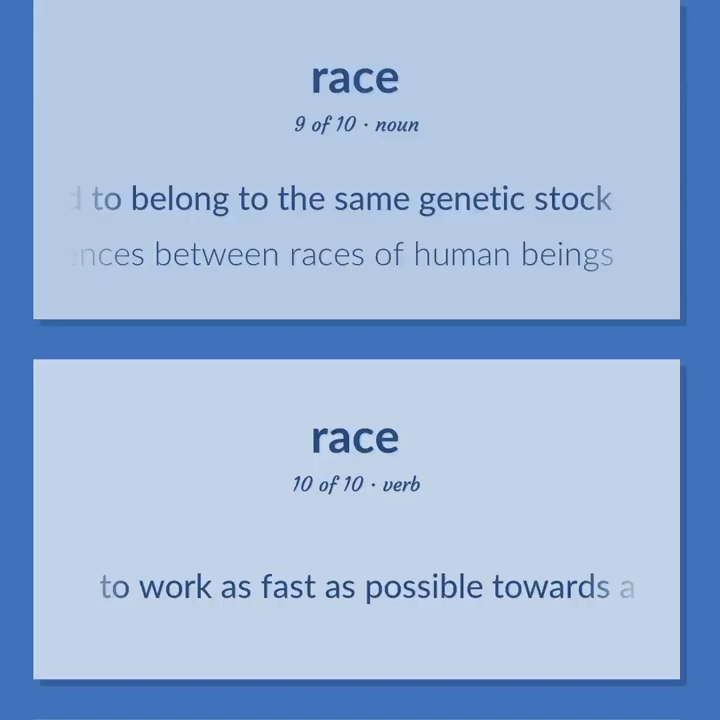 race
9 of 10 · noun
to belong to the same genetic stock
between races of human beings
race
10 of 10 · verb
to work as fast as possible towards a